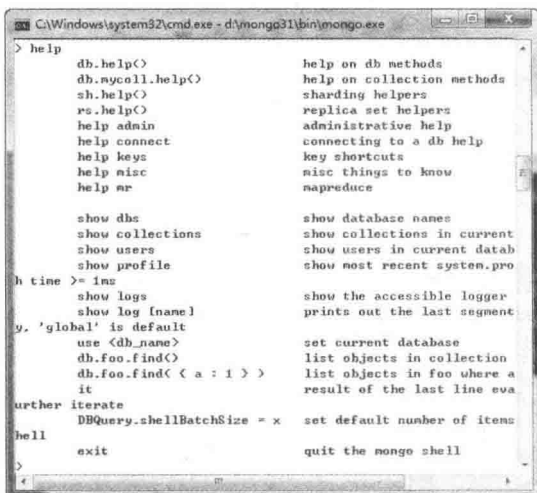 C:\Windows\system32\cmd.exe - d:\mongo31\bin\mongo.exe
> help
db.help() help on db methods
db.mycoll.help() help on collection methods
sh.help() sharding helpers
rs.help() replica set helpers
help admin administrative help
help connect connecting to a db help
help keys key shortcuts
help misc misc things to know
help mr mapreduce
show dbs show database names
show collections show collections in current
show users show users in current datab
show profile show most recent system.pro
h time >= 1ms
show logs show the accessible logger
show log [name] prints out the last segment
y, 'global' is default
use <db_name> set current database
db.foo.find() list objects in collection
db.foo.find( { a : 1 } ) list objects in foo where a
it result of the last line eva
urther iterate
DBQuery.shellBatchSize = x set default number of items
hell
exit quit the mongo shell
>